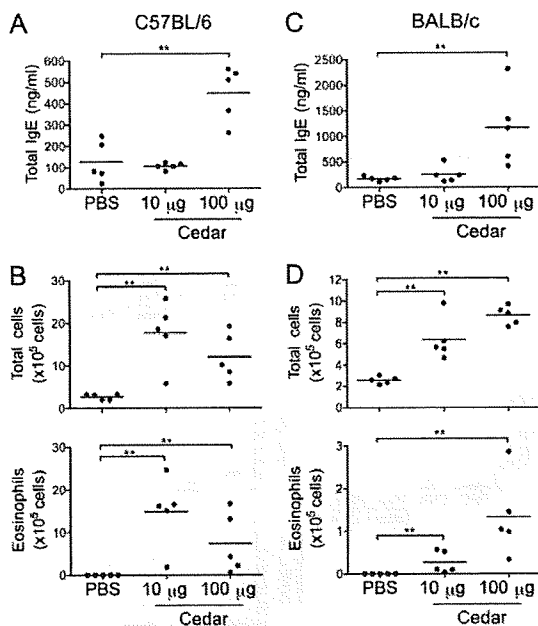 A C57BL/6
Total IgE (ng/ml)
600
500
400
300
200
100
0
**
PBS 10 μg 100 μg
Cedar
C BALB/c
Total IgE (ng/ml)
2500
2000
1500
1000
500
0
**
PBS 10 μg 100 μg
Cedar
B
Total cells
(x10⁵ cells)
30
20
10
0
**
**
Eosinophils
(x10⁵ cells)
30
20
10
0
**
**
PBS 10 μg 100 μg
Cedar
D
Total cells
(x10⁵ cells)
12
10
8
6
4
2
0
**
**
Eosinophils
(x10⁵ cells)
3
2
1
0
**
**
PBS 10 μg 100 μg
Cedar